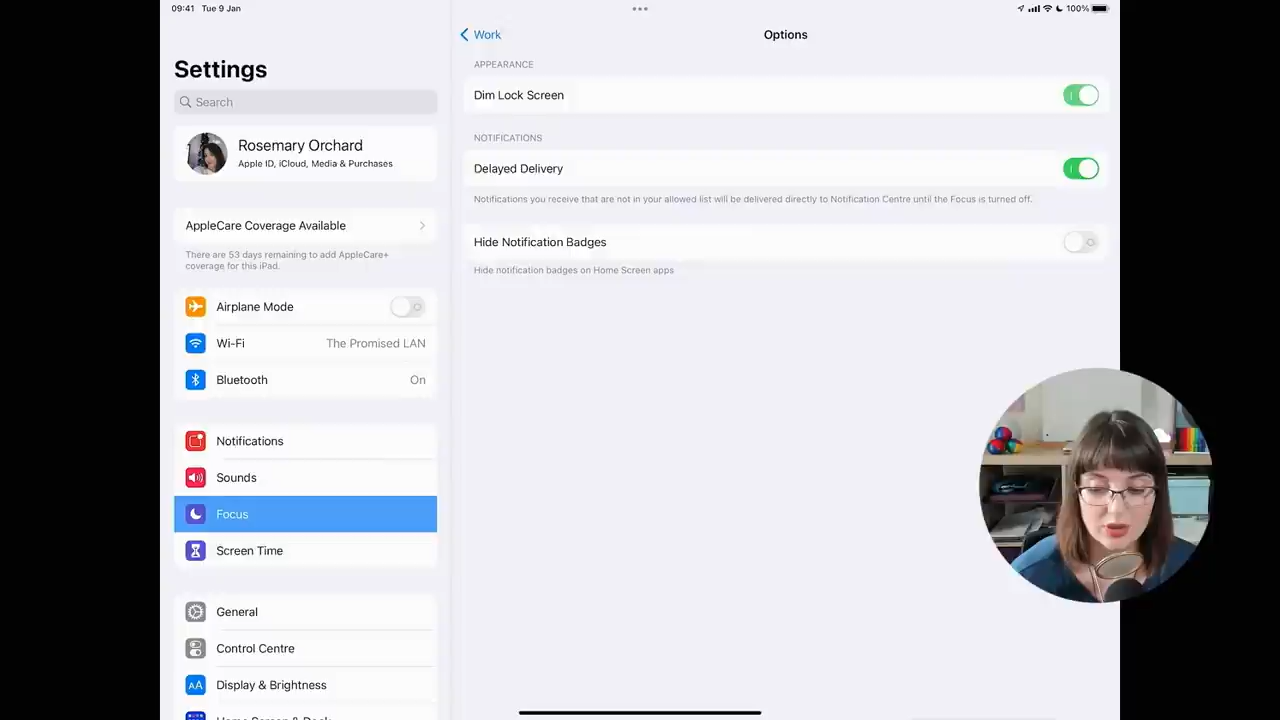 09:41 Tue 9 Jan
100%
Settings
Search
Rosemary Orchard
Apple ID, iCloud, Media & Purchases
AppleCare Coverage Available
There are 53 days remaining to add AppleCare+
coverage for this iPad.
Airplane Mode
Wi-Fi The Promised LAN
Bluetooth On
Notifications
Sounds
Focus
Screen Time
General
Control Centre
Display & Brightness
Home Screen & Dock
Work
Options
APPEARANCE
Dim Lock Screen
NOTIFICATIONS
Delayed Delivery
Notifications you receive that are not in your allowed list will be delivered directly to Notification Centre until the Focus is turned off.
Hide Notification Badges
Hide notification badges on Home Screen apps